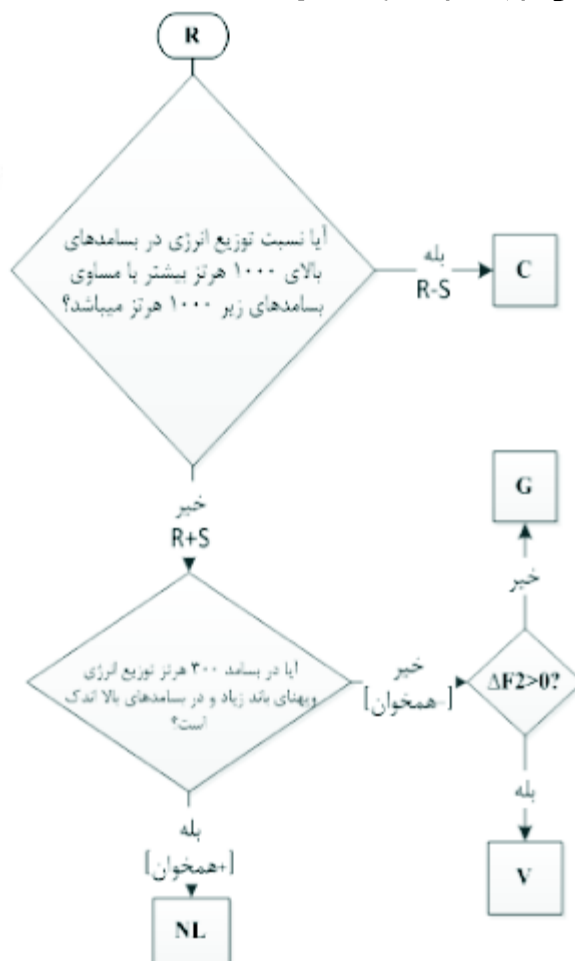 R
آیا نسبت توزیع انرژی در بسامدهای
بالای ۱۰۰۰ هرتز بیشتر یا مساوی
بسامدهای زیر ۱۰۰۰ هرتز میباشد؟
بله
R-S
C
خیر
R+S
آیا در بسامد ۳۰۰ هرتز توزیع انرژی
وپهنای باند زیاد و در بسامدهای بالا اندک
است؟
خیر
[-همخوان]
ΔF2>0?
خیر
G
بله
V
بله
[+همخوان]
NL